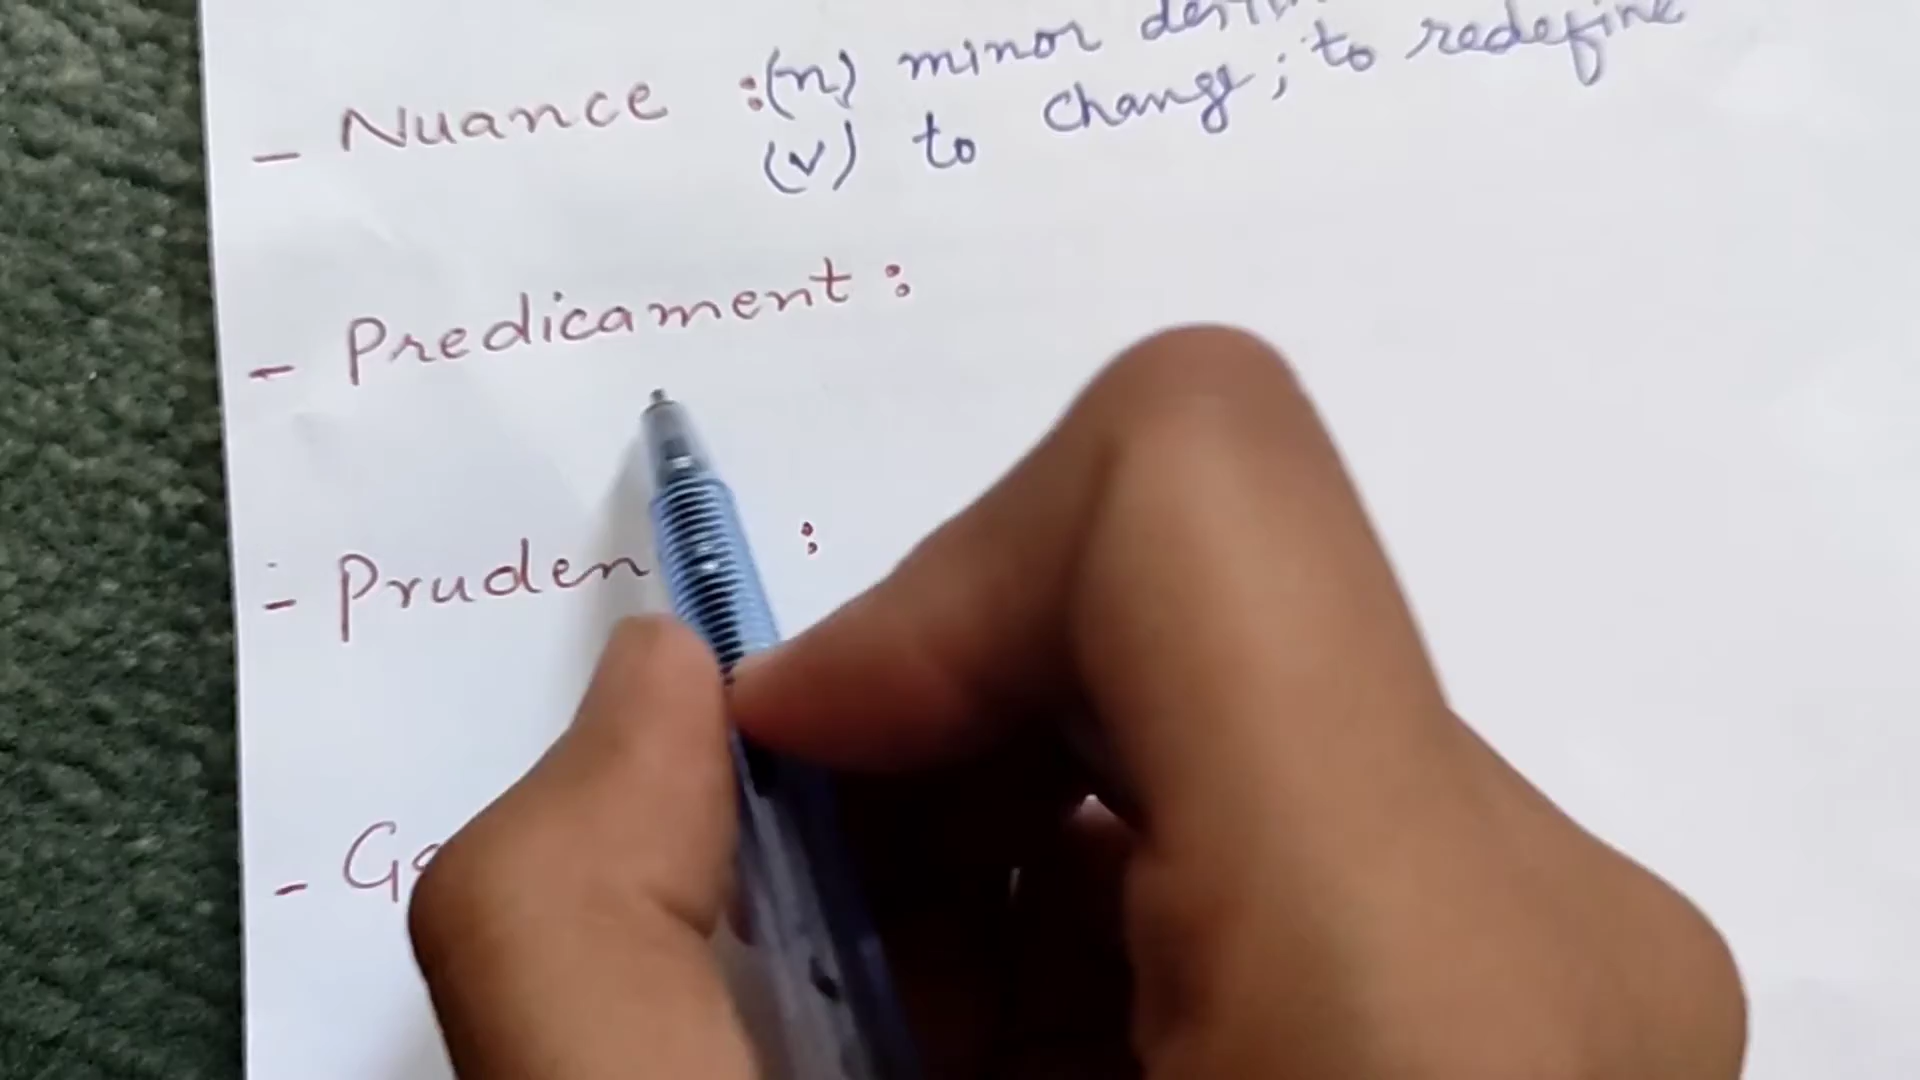 - Nuance : (n) minor
(v) to change; to redefine
- Predicament :
- Pruden :
- G